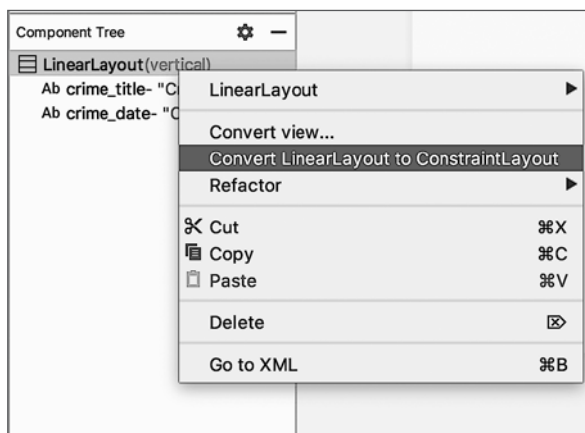 Component Tree
LinearLayout(vertical)
Ab crime_title- "C
Ab crime_date- "C
LinearLayout
Convert view...
Convert LinearLayout to ConstraintLayout
Refactor
Cut ⌘X
Copy ⌘C
Paste ⌘V
Delete ⌦
Go to XML ⌘B